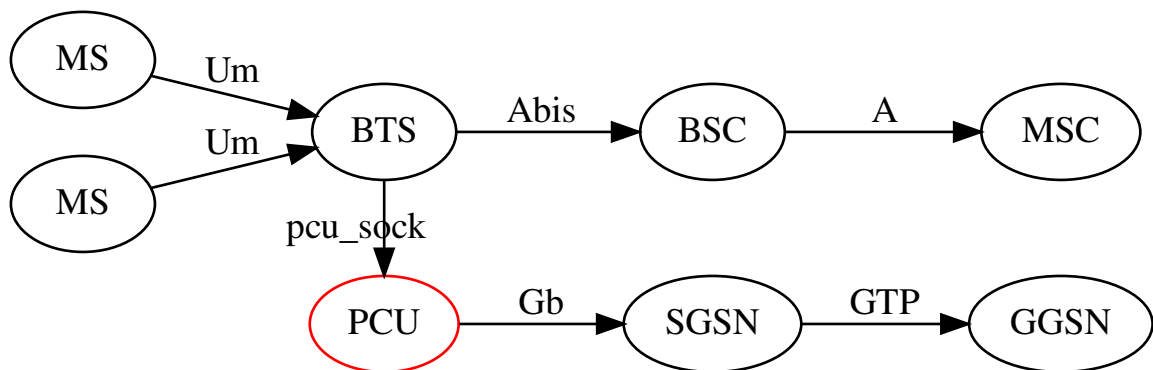 MS
Um
BTS
Abis
BSC
A
MSC
Um
MS
pcu_sock
PCU
Gb
SGSN
GTP
GGSN